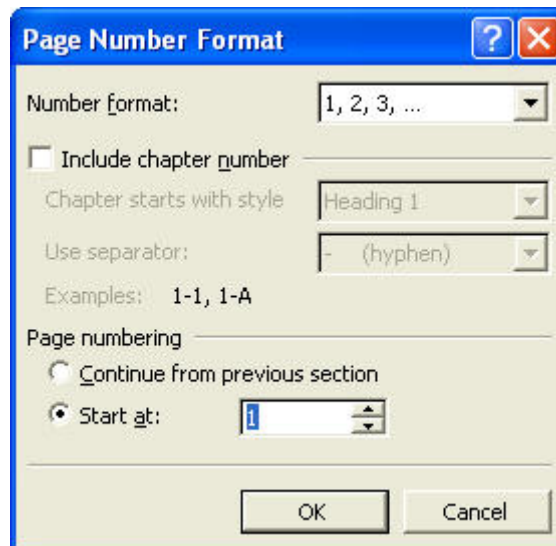 Page Number Format
Number format: 1, 2, 3, ...
Include chapter number
Chapter starts with style Heading 1
Use separator: - (hyphen)
Examples: 1-1, 1-A
Page numbering
Continue from previous section
Start at: 1
OK Cancel